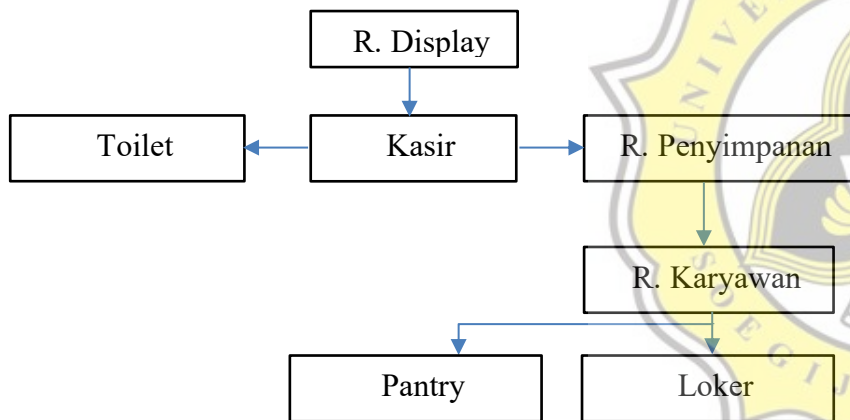 R. Display
Toilet
Kasir
R. Penyimpanan
R. Karyawan
Pantry
Loker